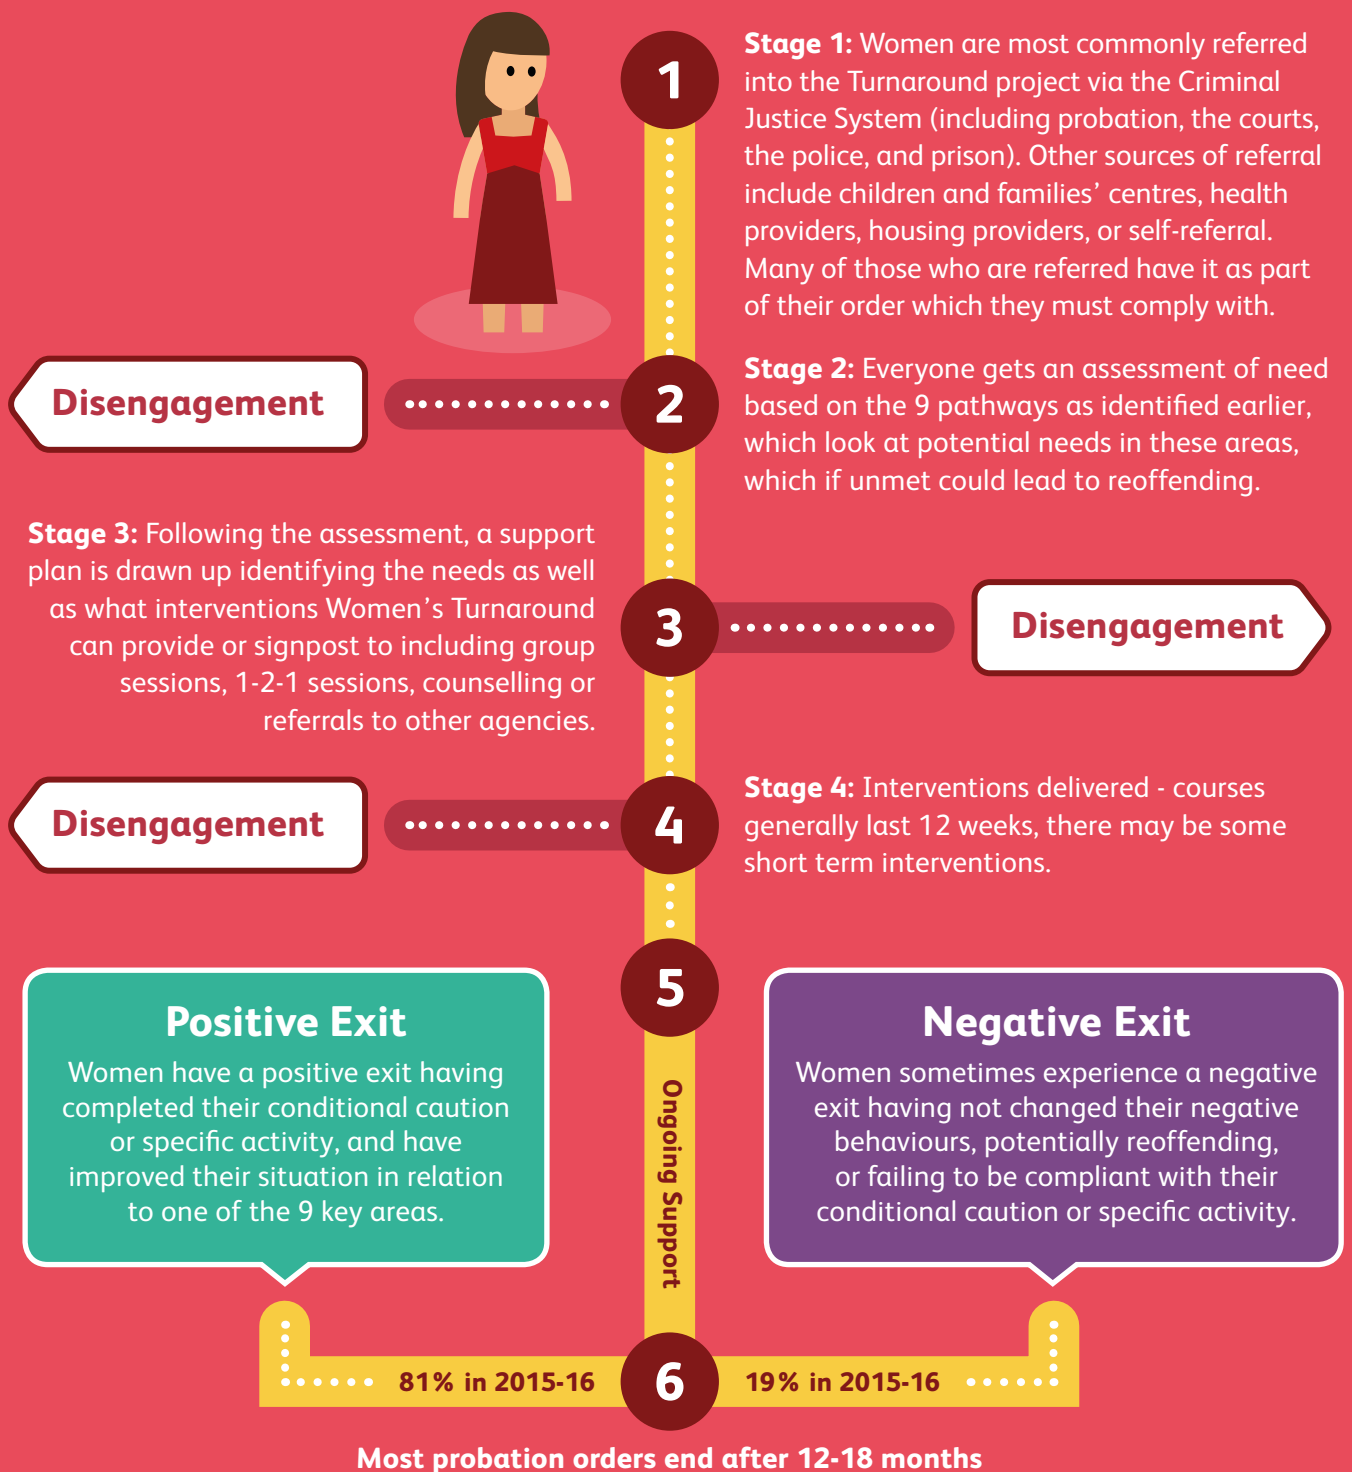 1
Stage 1: Women are most commonly referred
into the Turnaround project via the Criminal
Justice System (including probation, the courts,
the police, and prison). Other sources of referral
include children and families’ centres, health
providers, housing providers, or self-referral.
Many of those who are referred have it as part
of their order which they must comply with.
Disengagement
2
Stage 2: Everyone gets an assessment of need
based on the 9 pathways as identified earlier,
which look at potential needs in these areas,
which if unmet could lead to reoffending.
Stage 3: Following the assessment, a support
plan is drawn up identifying the needs as well
as what interventions Women’s Turnaround
can provide or signpost to including group
sessions, 1-2-1 sessions, counselling or
referrals to other agencies.
3
Disengagement
Disengagement
4
Stage 4: Interventions delivered - courses
generally last 12 weeks, there may be some
short term interventions.
5
Positive Exit
Women have a positive exit having
completed their conditional caution
or specific activity, and have
improved their situation in relation
to one of the 9 key areas.
Ongoing Support
Negative Exit
Women sometimes experience a negative
exit having not changed their negative
behaviours, potentially reoffending,
or failing to be compliant with their
conditional caution or specific activity.
81% in 2015-16
6
19% in 2015-16
Most probation orders end after 12-18 months